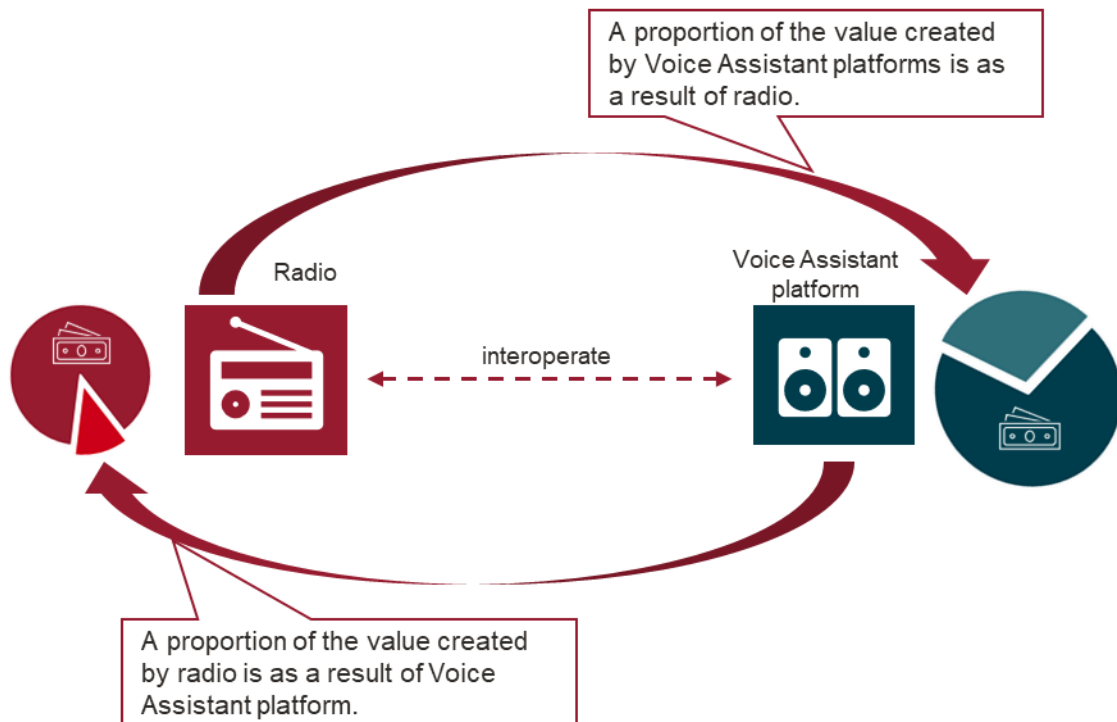 A proportion of the value created
by Voice Assistant platforms is as
a result of radio.
Radio
Voice Assistant
platform
interoperate
A proportion of the value created
by radio is as a result of Voice
Assistant platform.